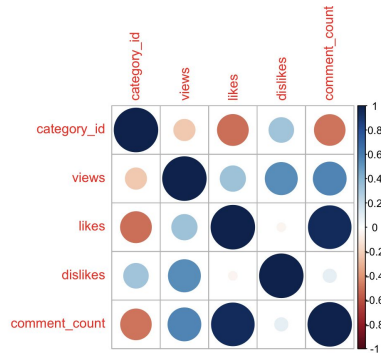 category_id
views
likes
dislikes
comment_count
category_id
views
likes
dislikes
comment_count
1
0.8
0.6
0.4
0.2
0
-0.2
-0.4
-0.6
-0.8
-1